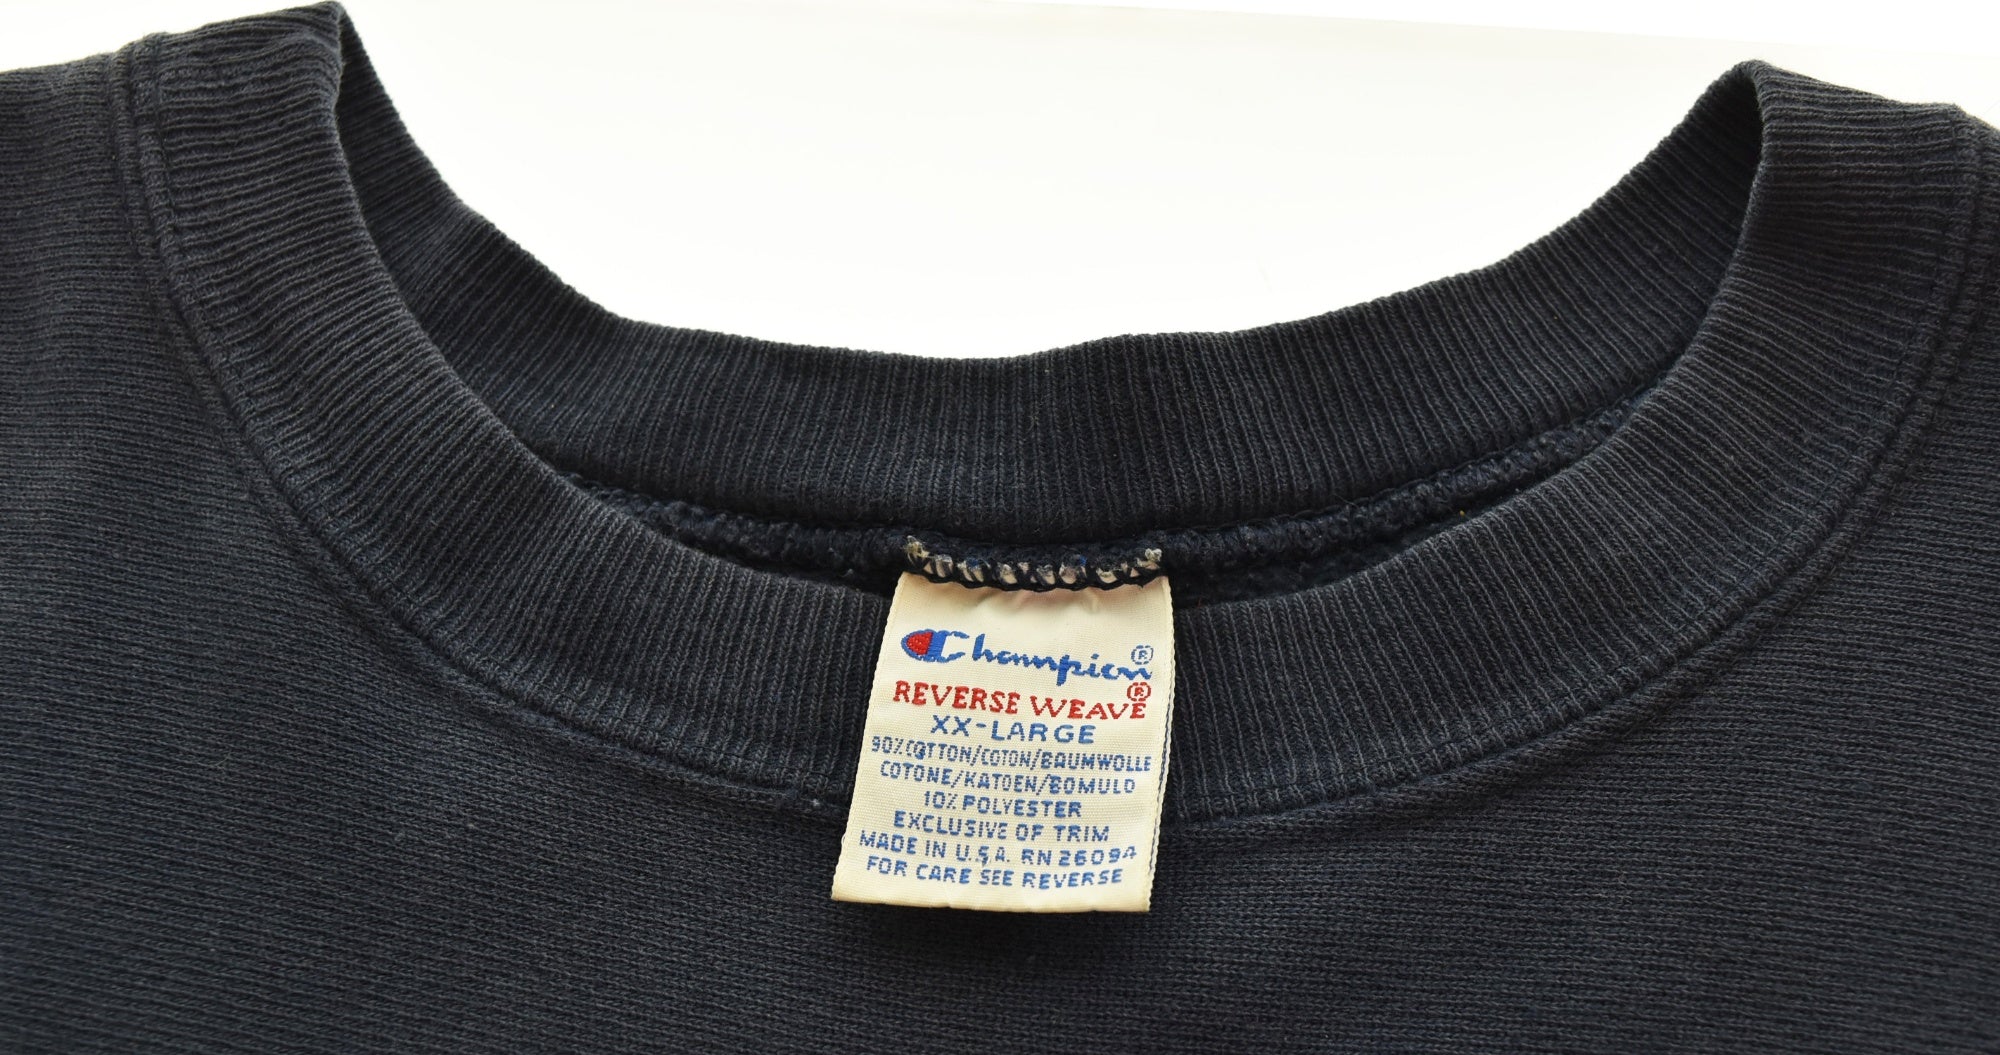 Champion®
REVERSE WEAVE®
XX-LARGE
90% COTTON/COTON/BAUMWOLLE
COTONE/KATOEN/BOMULD
10% POLYESTER
EXCLUSIVE OF TRIM
MADE IN U.S.A. RN 26094
FOR CARE SEE REVERSE